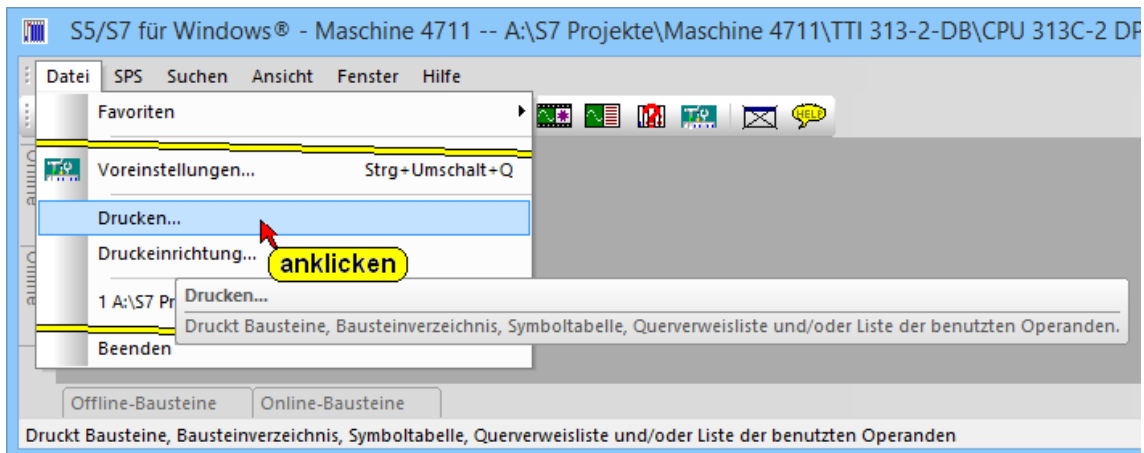 S5/S7 für Windows® - Maschine 4711 -- A:\S7 Projekte\Maschine 4711\TTI 313-2-DB\CPU 313C-2 DP
Datei SPS Suchen Ansicht Fenster Hilfe
Favoriten
HELP
Voreinstellungen... Strg+Umschalt+Q
Drucken...
Druckeinrichtung...
anklicken
1 A:\S7 Pr
Drucken...
Druckt Bausteine, Bausteinverzeichnis, Symboltabelle, Querverweisliste und/oder Liste der benutzten Operanden.
Beenden
Offline-Bausteine Online-Bausteine
Druckt Bausteine, Bausteinverzeichnis, Symboltabelle, Querverweisliste und/oder Liste der benutzten Operanden